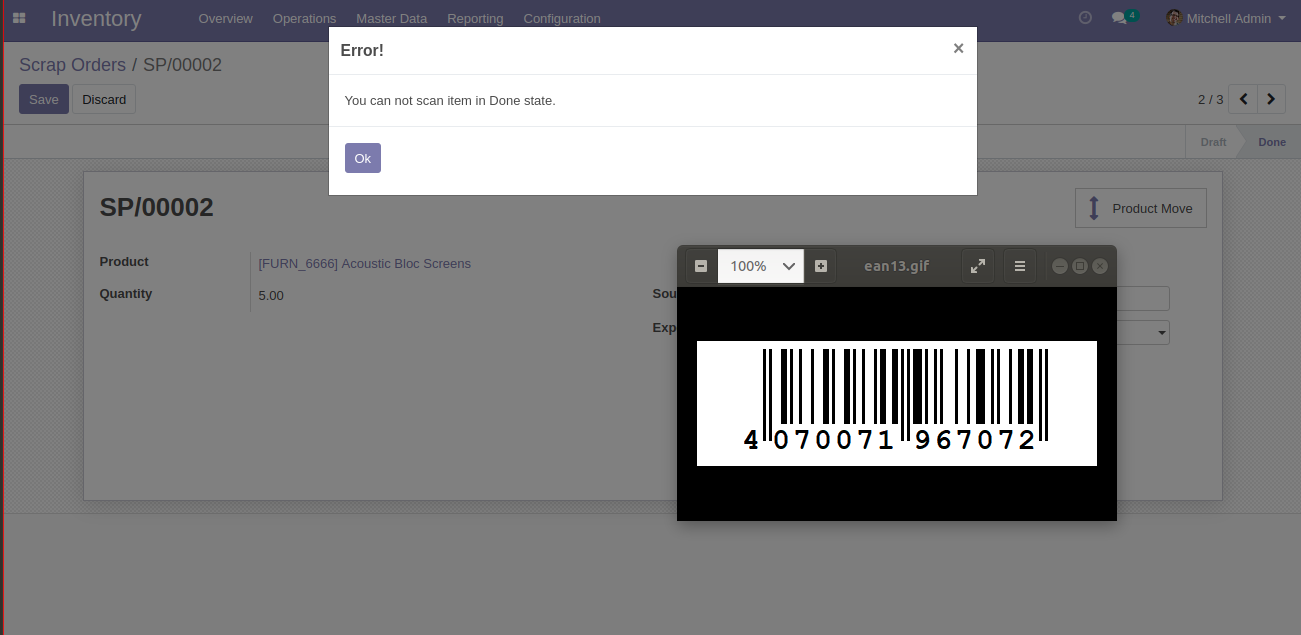 Inventory Overview Operations Master Data Reporting Configuration 4 Mitchell Admin
Error! ×
Scrap Orders / SP/00002
You can not scan item in Done state.
Save Discard 2 / 3
Draft Done
Ok
SP/00002
Product Move
Product [FURN_6666] Acoustic Bloc Screens
100% ean13.gif
Quantity 5.00
Sou
Exp
4 070071 967072